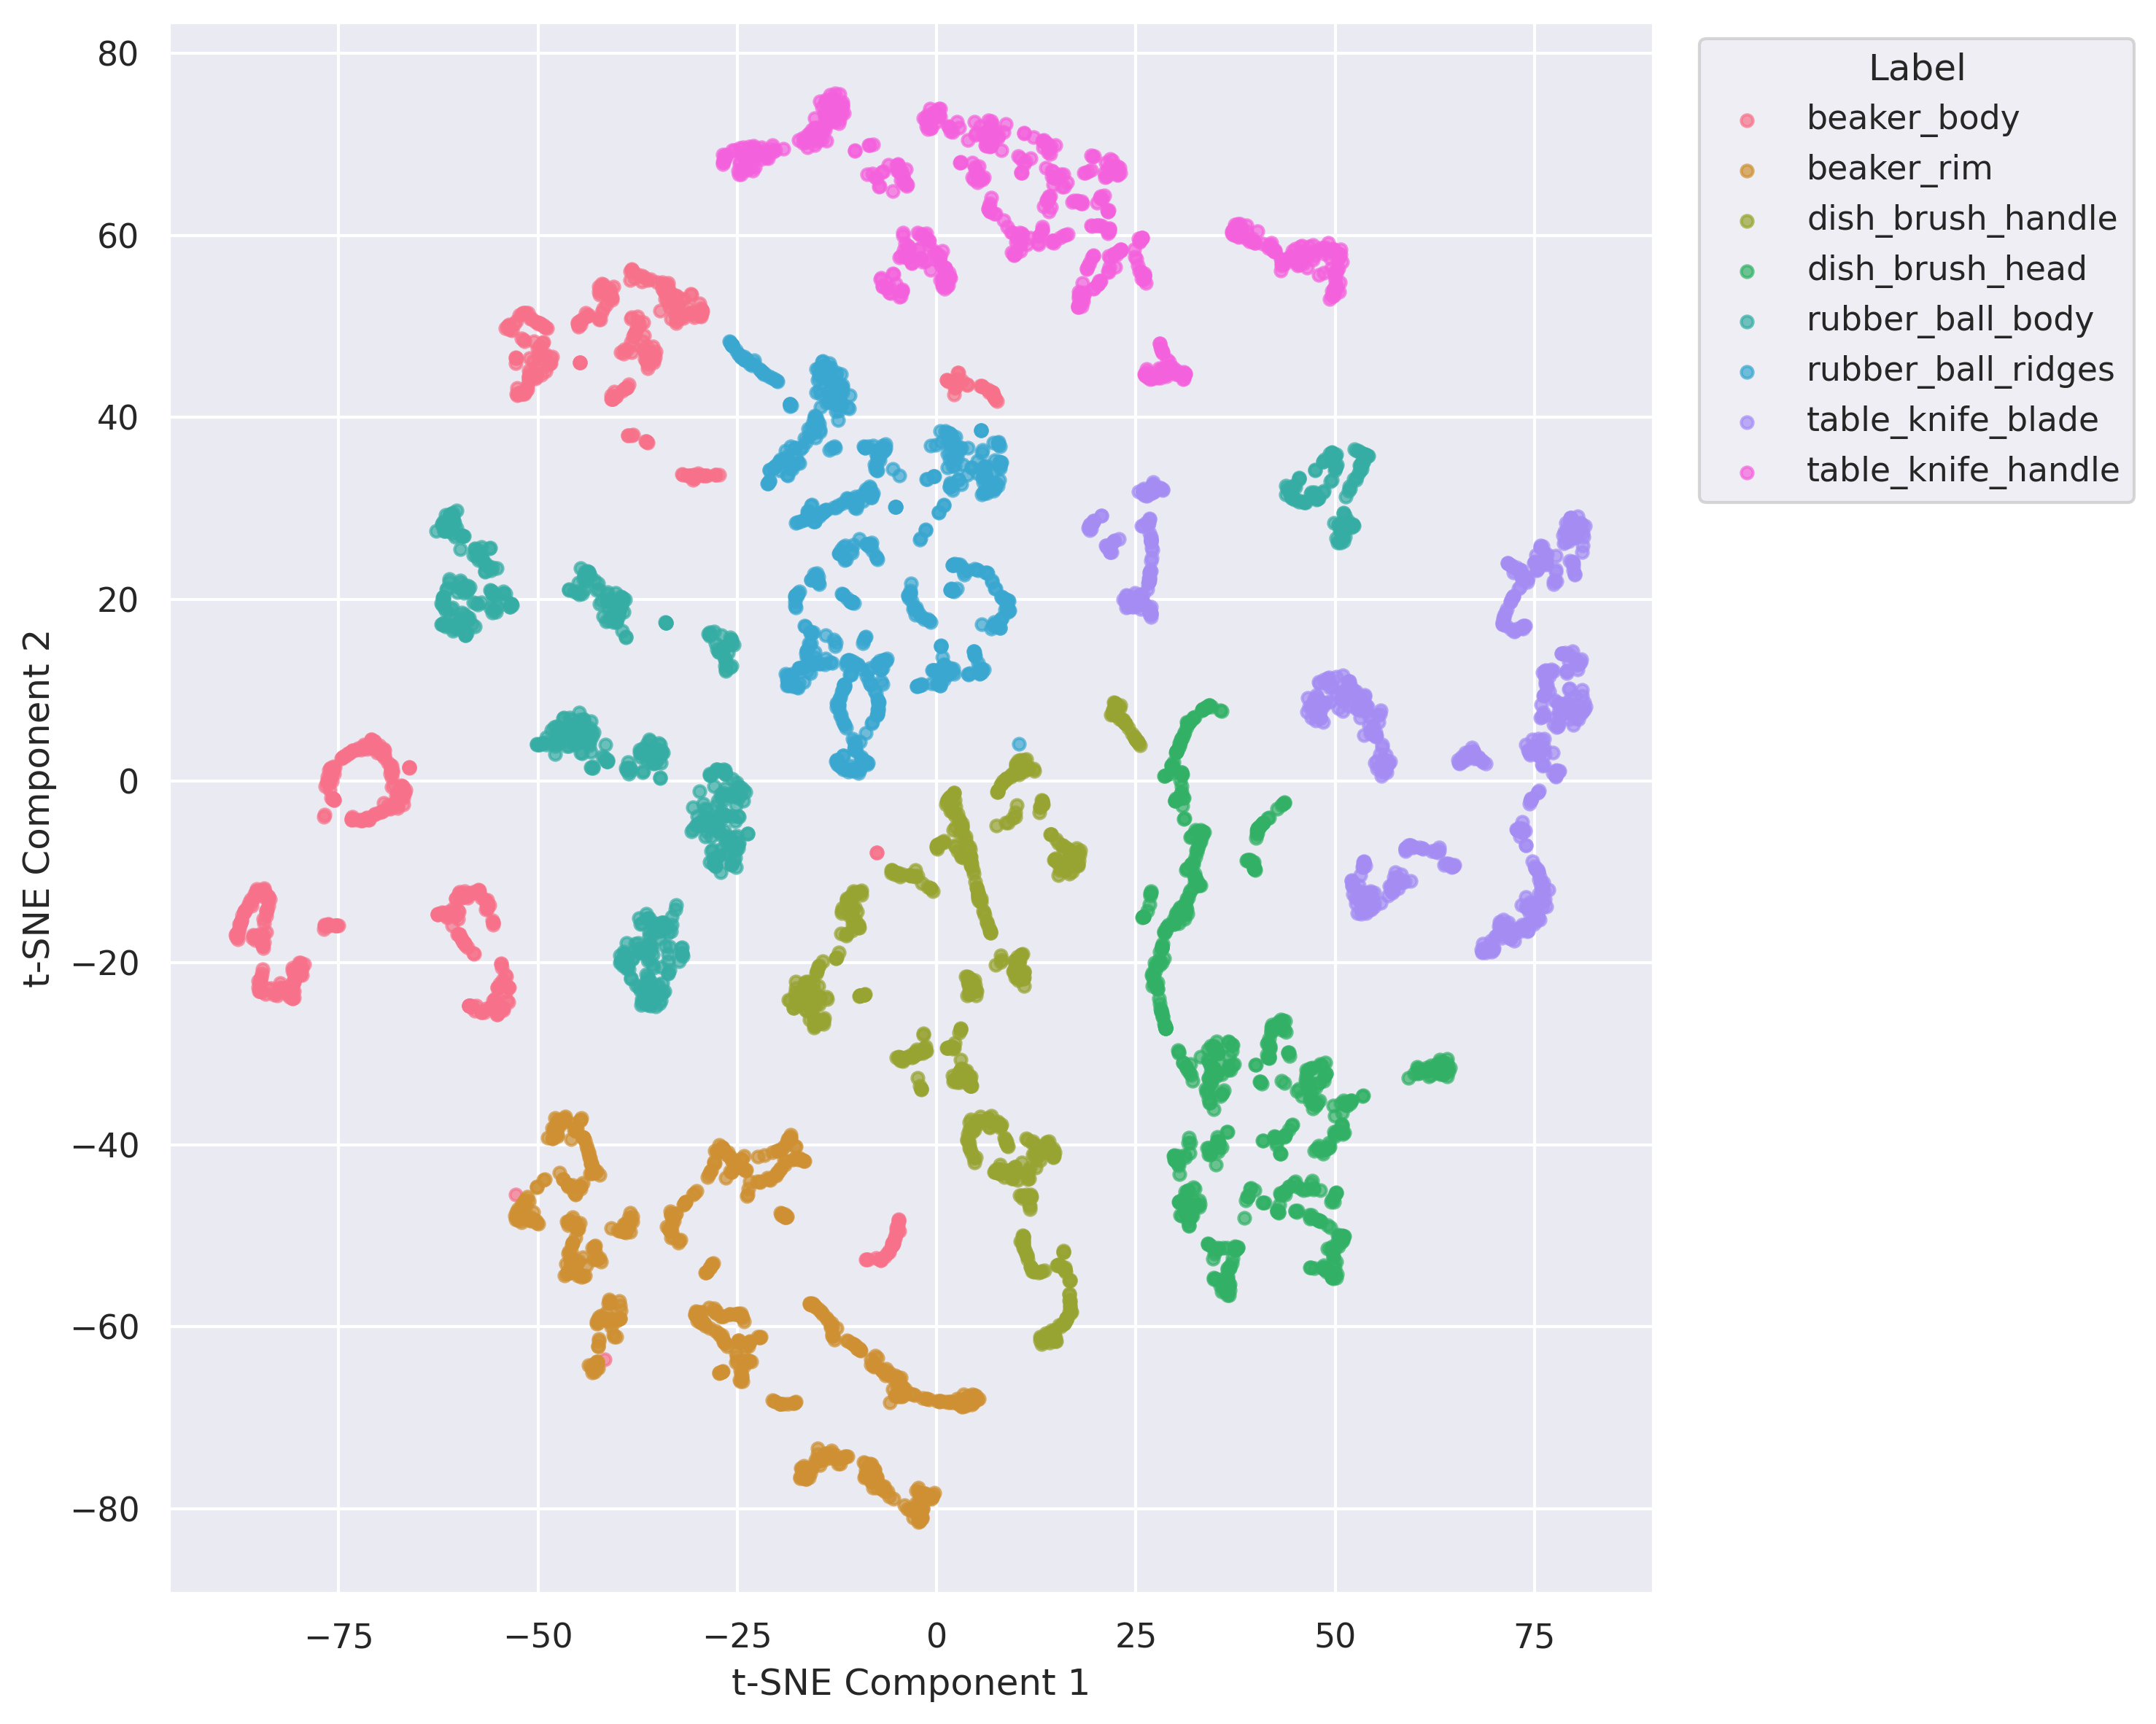 Label
beaker_body
beaker_rim
dish_brush_handle
dish_brush_head
rubber_ball_body
rubber_ball_ridges
table_knife_blade
table_knife_handle
80
60
40
20
0
−20
−40
−60
−80
t-SNE Component 2
−75
−50
−25
0
25
50
75
t-SNE Component 1